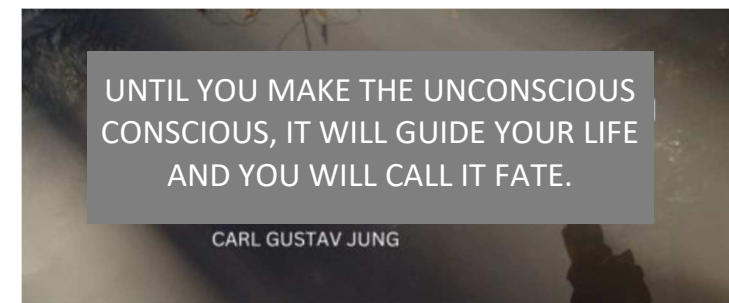 UNTIL YOU MAKE THE UNCONSCIOUS
CONSCIOUS, IT WILL GUIDE YOUR LIFE
AND YOU WILL CALL IT FATE.
CARL GUSTAV JUNG